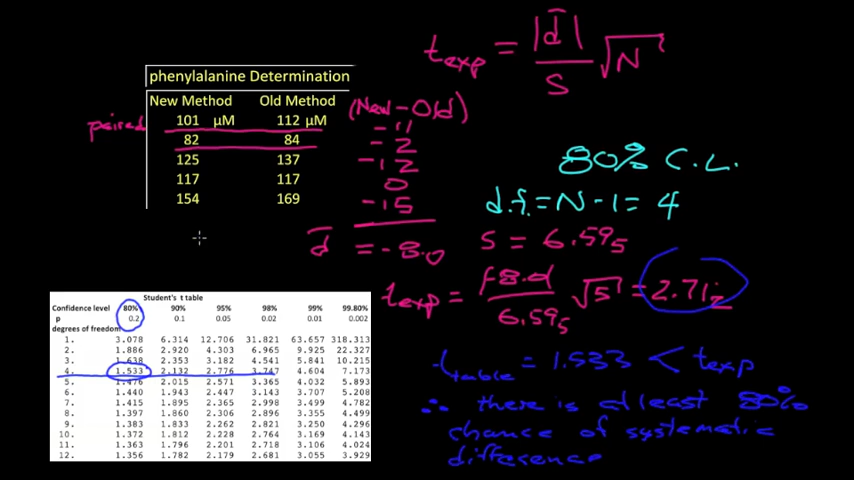 t_exp = |d̄| / S √N
phenylalanine Determination
New Method Old Method (New-Old)
paired 101 µM 112 µM -11
82 84 -2
125 137 -12
117 117 0
154 169 -15
d̄ = -8.0
80% C.L.
d.f. = N-1 = 4
S = 6.59₅
t_exp = |-8.0| / 6.59₅ √5 = 2.71₂
t_table = 1.533 < t_exp
∴ there is at least 80%
chance of systematic
difference
Student's t table
Confidence level 80% 90% 95% 98% 99% 99.80%
p 0.2 0.1 0.05 0.02 0.01 0.002
degrees of freedom
1. 3.078 6.314 12.706 31.821 63.657 318.313
2. 1.886 2.920 4.303 6.965 9.925 22.327
3. 1.638 2.353 3.182 4.541 5.841 10.215
4. 1.533 2.132 2.776 3.747 4.604 7.173
5. 1.476 2.015 2.571 3.365 4.032 5.893
6. 1.440 1.943 2.447 3.143 3.707 5.208
7. 1.415 1.895 2.365 2.998 3.499 4.782
8. 1.397 1.860 2.306 2.896 3.355 4.499
9. 1.383 1.833 2.262 2.821 3.250 4.296
10. 1.372 1.812 2.228 2.764 3.169 4.143
11. 1.363 1.796 2.201 2.718 3.106 4.024
12. 1.356 1.782 2.179 2.681 3.055 3.929